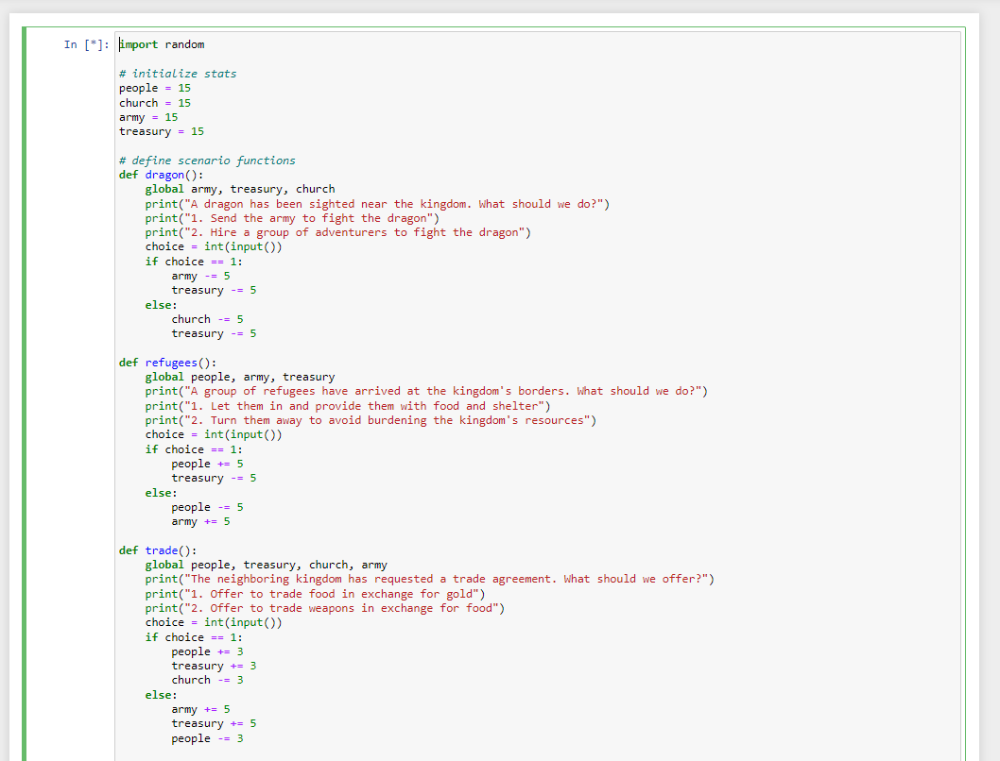 In [*]: import random

# initialize stats
people = 15
church = 15
army = 15
treasury = 15

# define scenario functions
def dragon():
    global army, treasury, church
    print("A dragon has been sighted near the kingdom. What should we do?")
    print("1. Send the army to fight the dragon")
    print("2. Hire a group of adventurers to fight the dragon")
    choice = int(input())
    if choice == 1:
        army -= 5
        treasury -= 5
    else:
        church -= 5
        treasury -= 5

def refugees():
    global people, army, treasury
    print("A group of refugees have arrived at the kingdom's borders. What should we do?")
    print("1. Let them in and provide them with food and shelter")
    print("2. Turn them away to avoid burdening the kingdom's resources")
    choice = int(input())
    if choice == 1:
        people += 5
        treasury -= 5
    else:
        people -= 5
        army += 5

def trade():
    global people, treasury, church, army
    print("The neighboring kingdom has requested a trade agreement. What should we offer?")
    print("1. Offer to trade food in exchange for gold")
    print("2. Offer to trade weapons in exchange for food")
    choice = int(input())
    if choice == 1:
        people += 3
        treasury += 3
        church -= 3
    else:
        army += 5
        treasury += 5
        people -= 3